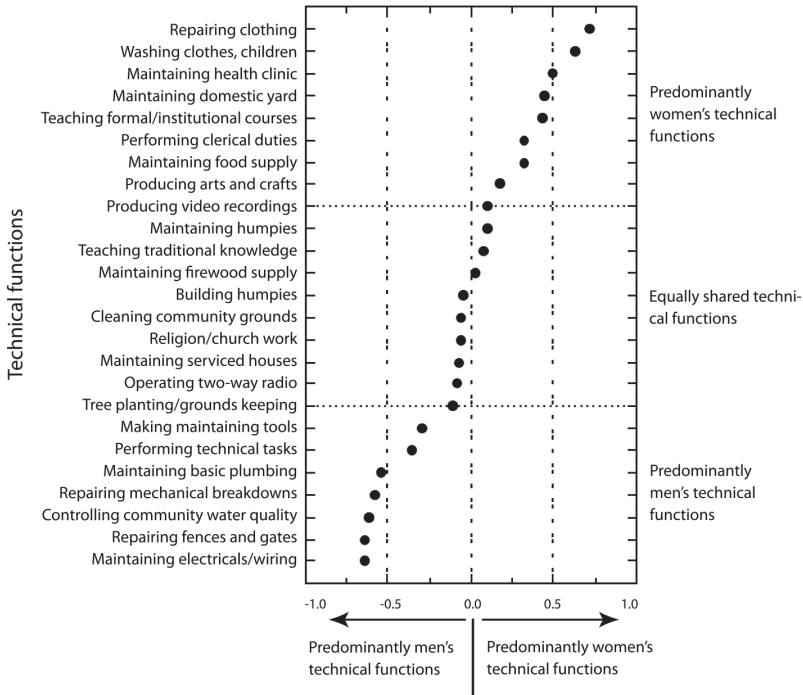 Technical functions
Repairing clothing
Washing clothes, children
Maintaining health clinic
Maintaining domestic yard
Teaching formal/institutional courses
Performing clerical duties
Maintaining food supply
Producing arts and crafts
Producing video recordings
Maintaining humpies
Teaching traditional knowledge
Maintaining firewood supply
Building humpies
Cleaning community grounds
Religion/church work
Maintaining serviced houses
Operating two-way radio
Tree planting/grounds keeping
Making maintaining tools
Performing technical tasks
Maintaining basic plumbing
Repairing mechanical breakdowns
Controlling community water quality
Repairing fences and gates
Maintaining electricals/wiring
Predominantly
women's technical
functions
Equally shared techni-
cal functions
Predominantly
men's technical
functions
-1.0 -0.5 0.0 0.5 1.0
Predominantly men's
technical functions
Predominantly women's
technical functions